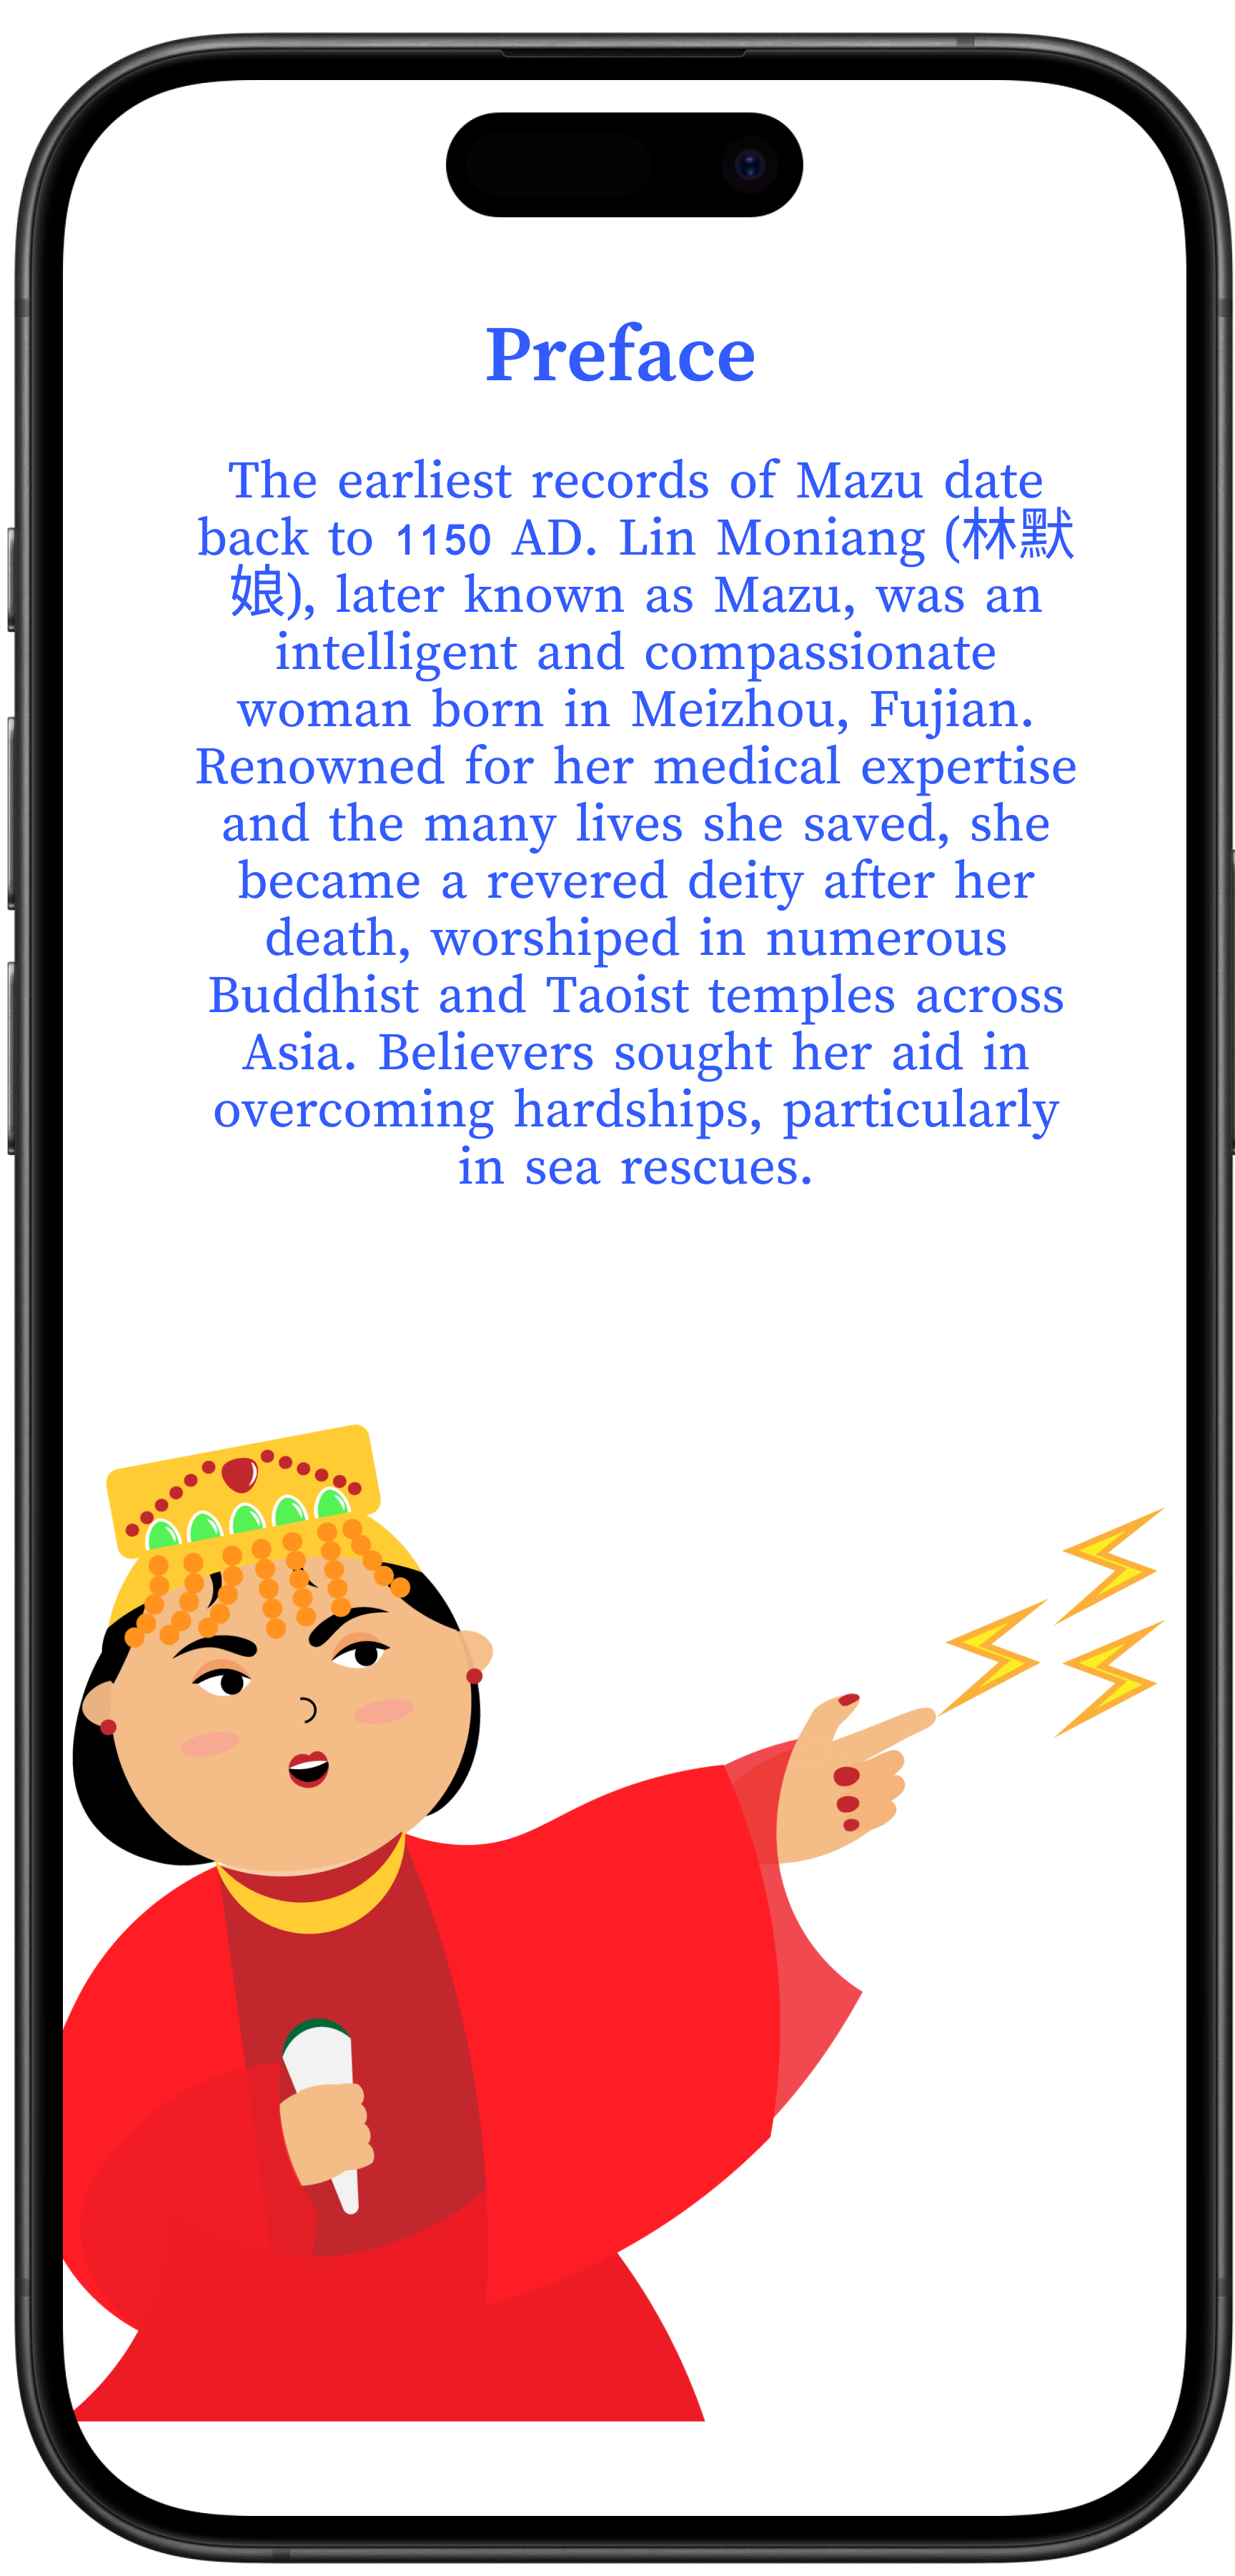 Preface
The earliest records of Mazu date
back to 1150 AD. Lin Moniang (林默
娘), later known as Mazu, was an
intelligent and compassionate
woman born in Meizhou, Fujian.
Renowned for her medical expertise
and the many lives she saved, she
became a revered deity after her
death, worshiped in numerous
Buddhist and Taoist temples across
Asia. Believers sought her aid in
overcoming hardships, particularly
in sea rescues.